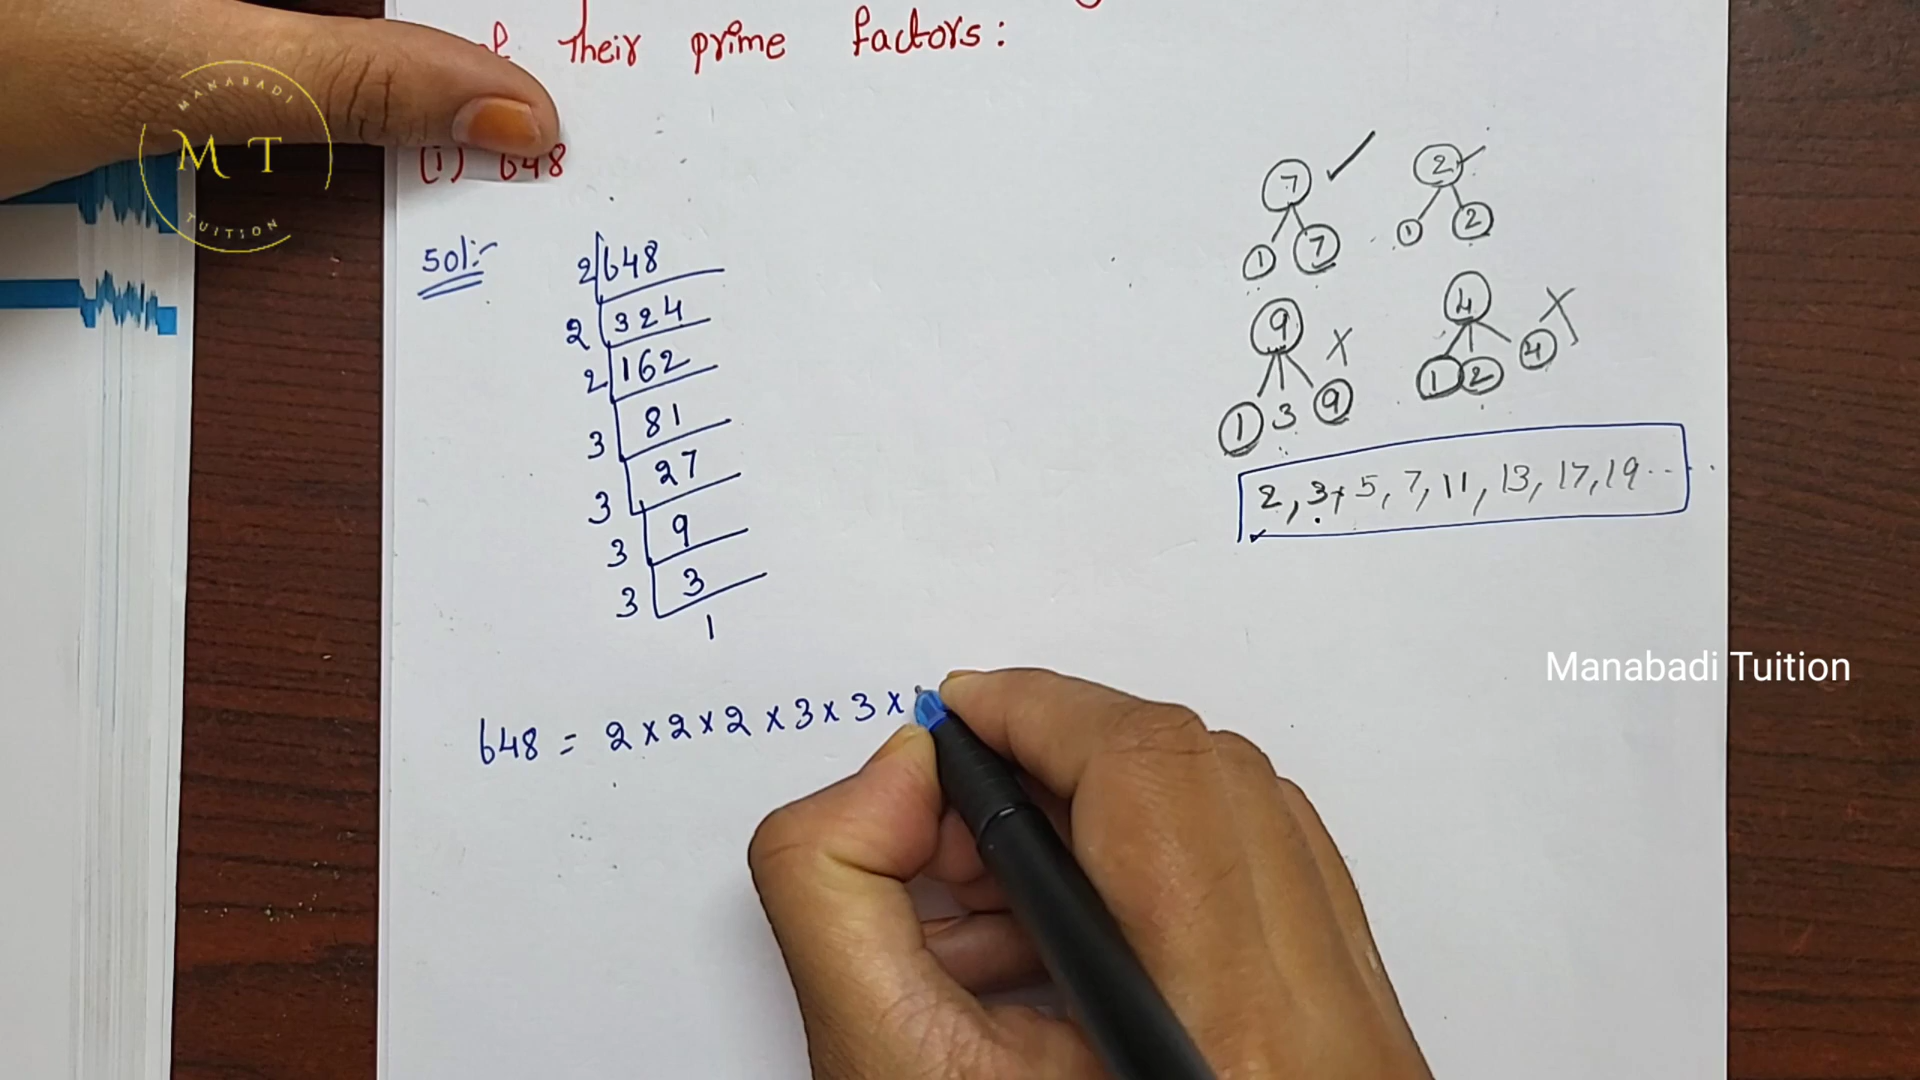 Their prime factors:
(i) 648
MANABADI
M T
TUITION
Sol:-
2 648
2 324
2 162
3 81
3 27
3 9
3 3
1
648 = 2 × 2 × 2 × 3 × 3 ×
7
1 7
2
1 2
9 X
1 3 9
4 X
1 2 4
2, 3, 5, 7, 11, 13, 17, 19 ...
Manabadi Tuition